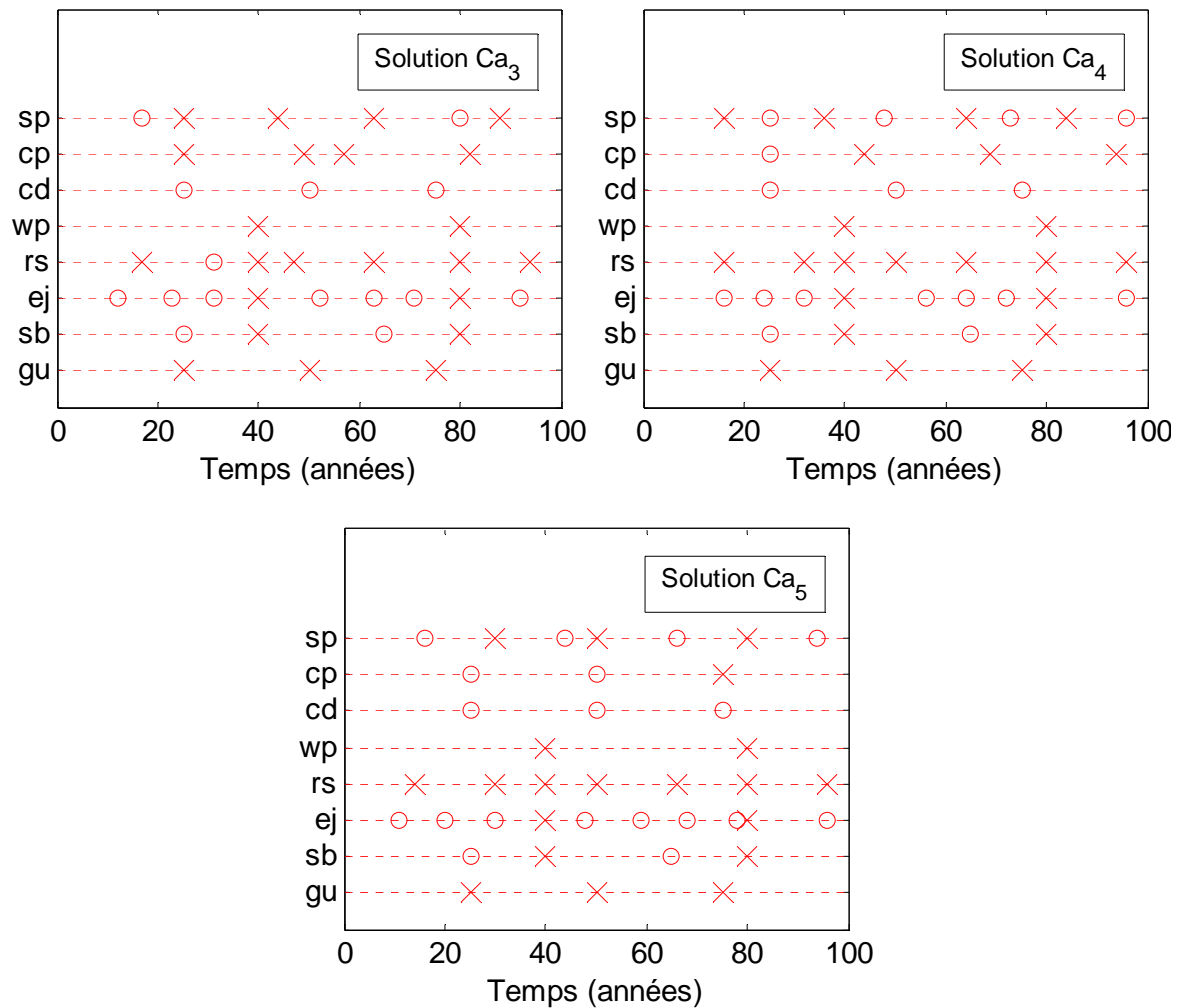 Solution Ca3
sp
cp
cd
wp
rs
ej
sb
gu
0 20 40 60 80 100
Temps (années)
Solution Ca4
sp
cp
cd
wp
rs
ej
sb
gu
0 20 40 60 80 100
Temps (années)
Solution Ca5
sp
cp
cd
wp
rs
ej
sb
gu
0 20 40 60 80 100
Temps (années)